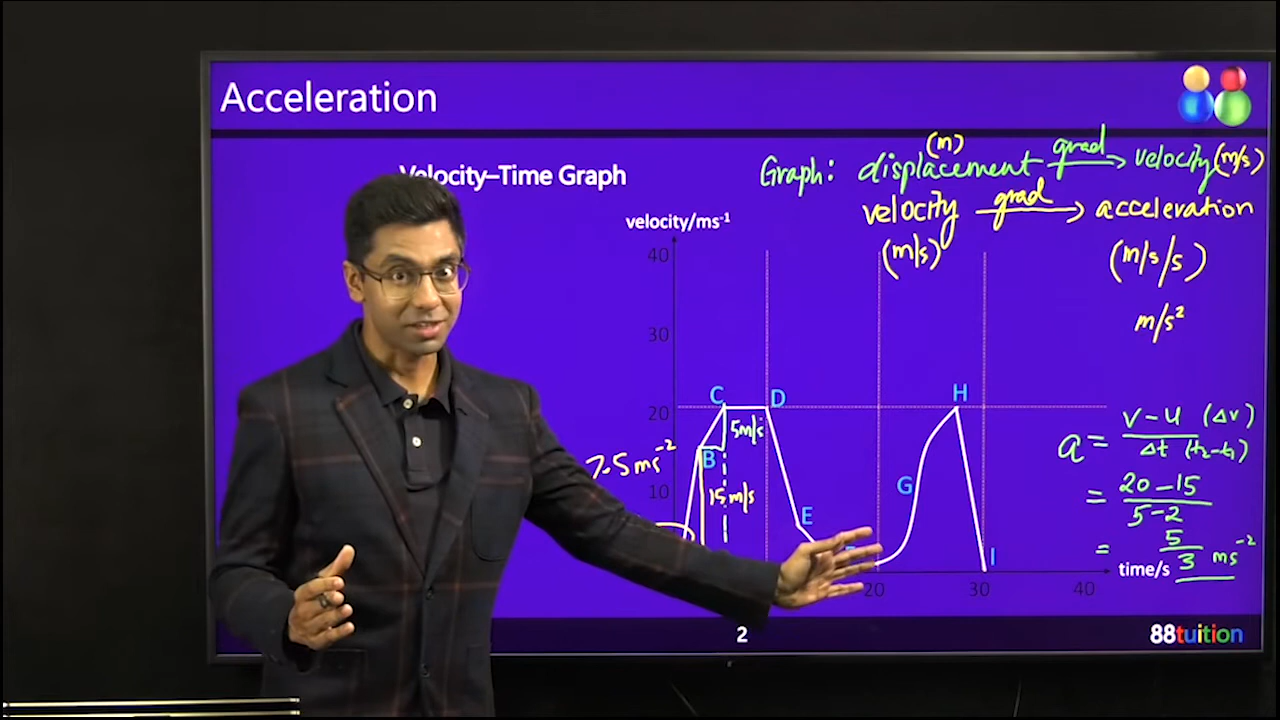 Acceleration
Velocity–Time Graph
Graph: displacement (m) grad velocity (m/s)
velocity grad acceleration
(m/s) (m/s/s)
m/s²
velocity/ms⁻¹
40
30
20
10
C D H
B G
E
I
5m/s
7.5ms⁻²
15m/s
a = v-u (Δv)
Δt (t₂-t₁)
= 20-15
5-2
= 5
3 ms⁻²
time/s
20 30 40
2
88tuition